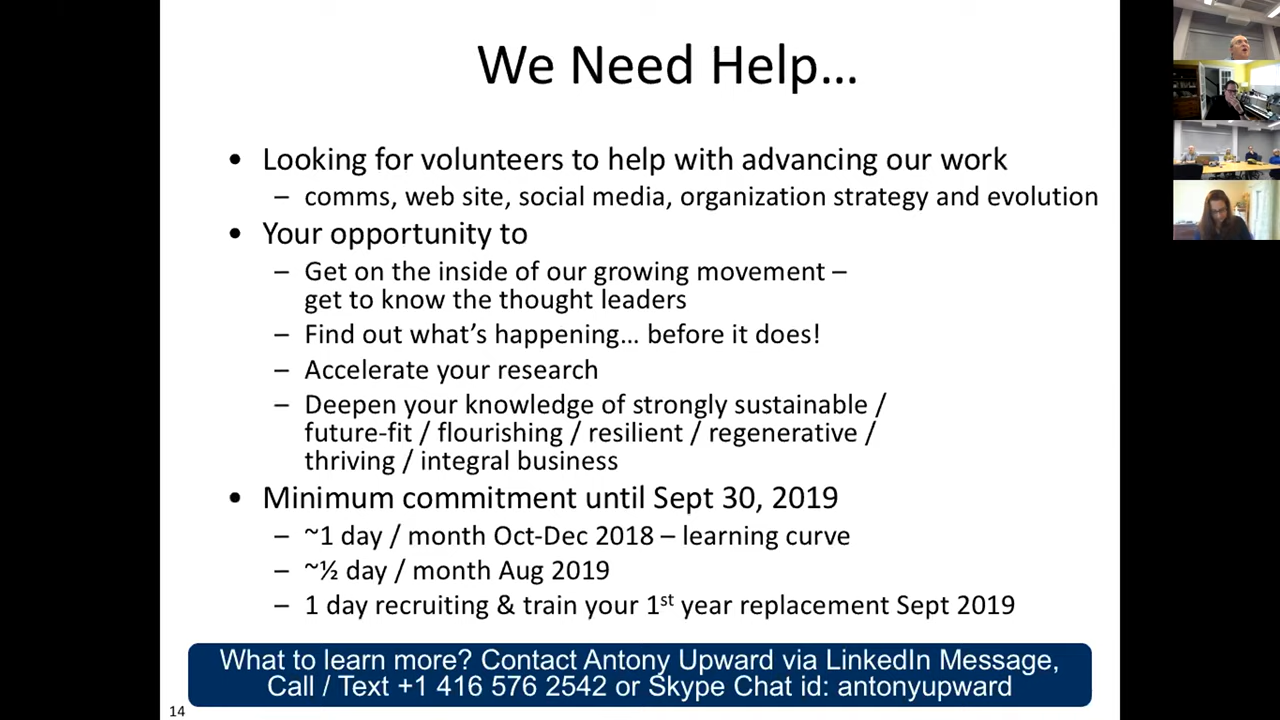 We Need Help...
• Looking for volunteers to help with advancing our work
– comms, web site, social media, organization strategy and evolution
• Your opportunity to
– Get on the inside of our growing movement –
get to know the thought leaders
– Find out what's happening... before it does!
– Accelerate your research
– Deepen your knowledge of strongly sustainable /
future-fit / flourishing / resilient / regenerative /
thriving / integral business
• Minimum commitment until Sept 30, 2019
– ~1 day / month Oct-Dec 2018 – learning curve
– ~½ day / month Aug 2019
– 1 day recruiting & train your 1st year replacement Sept 2019
What to learn more? Contact Antony Upward via LinkedIn Message,
Call / Text +1 416 576 2542 or Skype Chat id: antonyupward
14